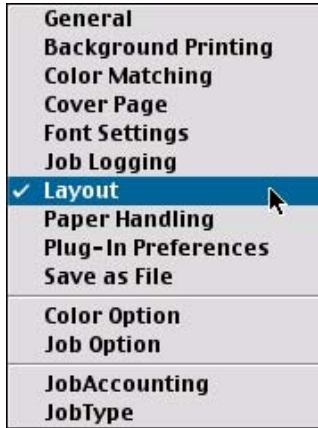 General
Background Printing
Color Matching
Cover Page
Font Settings
Job Logging
✓ Layout
Paper Handling
Plug-In Preferences
Save as File
Color Option
Job Option
JobAccounting
JobType